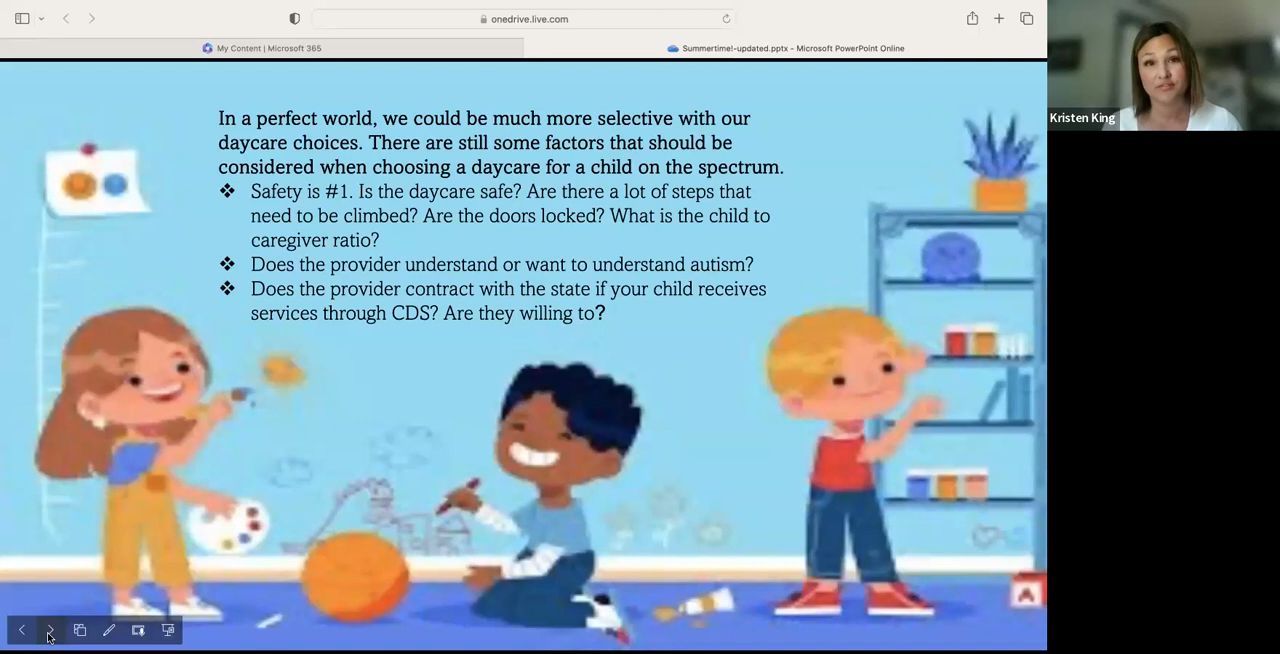 onedrive.live.com
My Content | Microsoft 365
Summertime!-updated.pptx - Microsoft PowerPoint Online
Kristen King
In a perfect world, we could be much more selective with our
daycare choices. There are still some factors that should be
considered when choosing a daycare for a child on the spectrum.
❖ Safety is #1. Is the daycare safe? Are there a lot of steps that
need to be climbed? Are the doors locked? What is the child to
caregiver ratio?
❖ Does the provider understand or want to understand autism?
❖ Does the provider contract with the state if your child receives
services through CDS? Are they willing to?
A